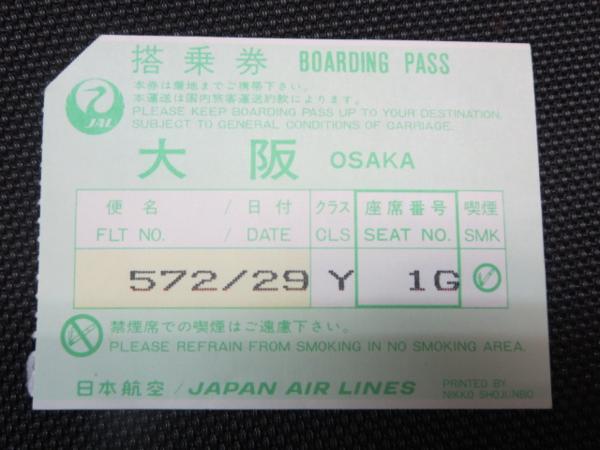 搭乗券 BOARDING PASS
本券は着地までご携帯下さい。
本運送は国内旅客運送約款によります。
PLEASE KEEP BOARDING PASS UP TO YOUR DESTINATION.
SUBJECT TO GENERAL CONDITIONS OF CARRIAGE.
JAL
大阪 OSAKA
便名 / 日付 クラス 座席番号 喫煙
FLT NO. / DATE CLS SEAT NO. SMK
572/29 Y 1G
禁煙席での喫煙はご遠慮下さい。
PLEASE REFRAIN FROM SMOKING IN NO SMOKING AREA.
日本航空 / JAPAN AIR LINES
PRINTED BY
NIKKO SHOJUNBO